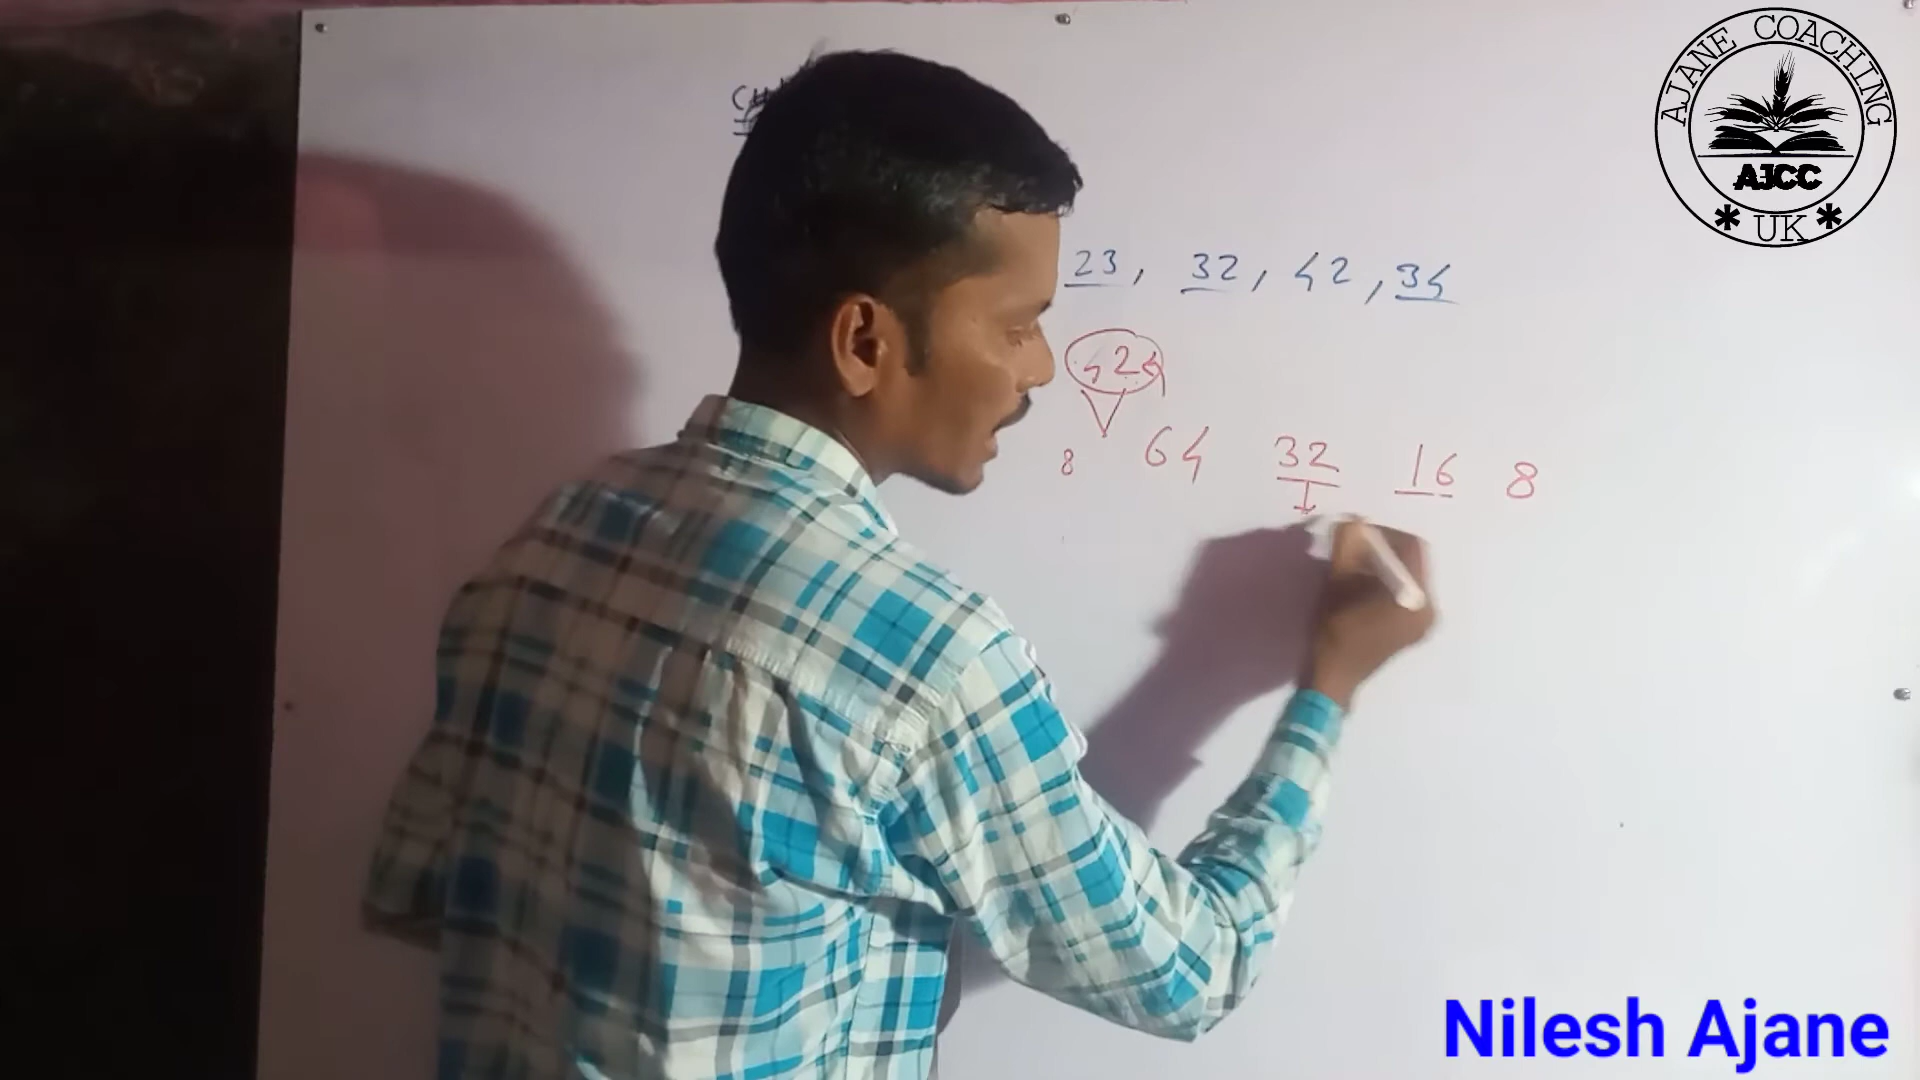 AJANE COACHING
AJCC
* UK *
23, 32, 42, 34
424
8 64 32 16 8
Nilesh Ajane